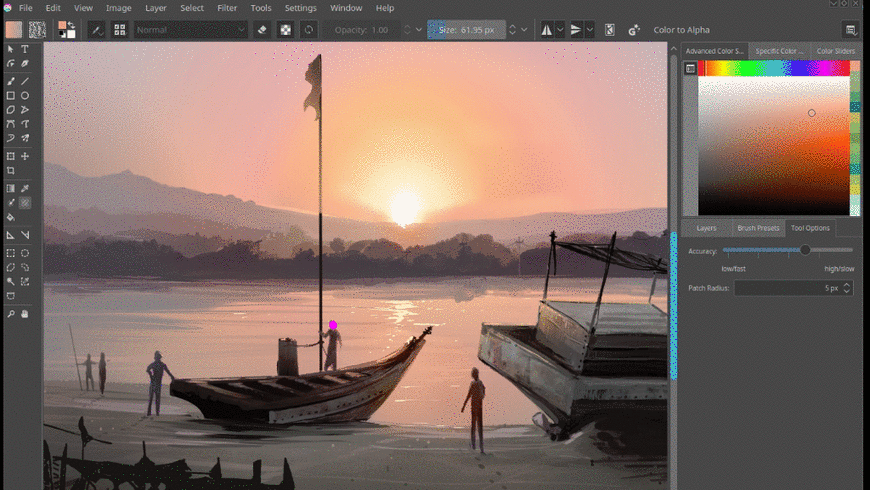 File Edit View Image Layer Select Filter Tools Settings Window Help
Normal Opacity: 1.00 Size: 61.95 px Color to Alpha
Advanced Color S... Specific Color ... Color Sliders
Layers Brush Presets Tool Options
Accuracy:
low/fast high/slow
Patch Radius: 5 px